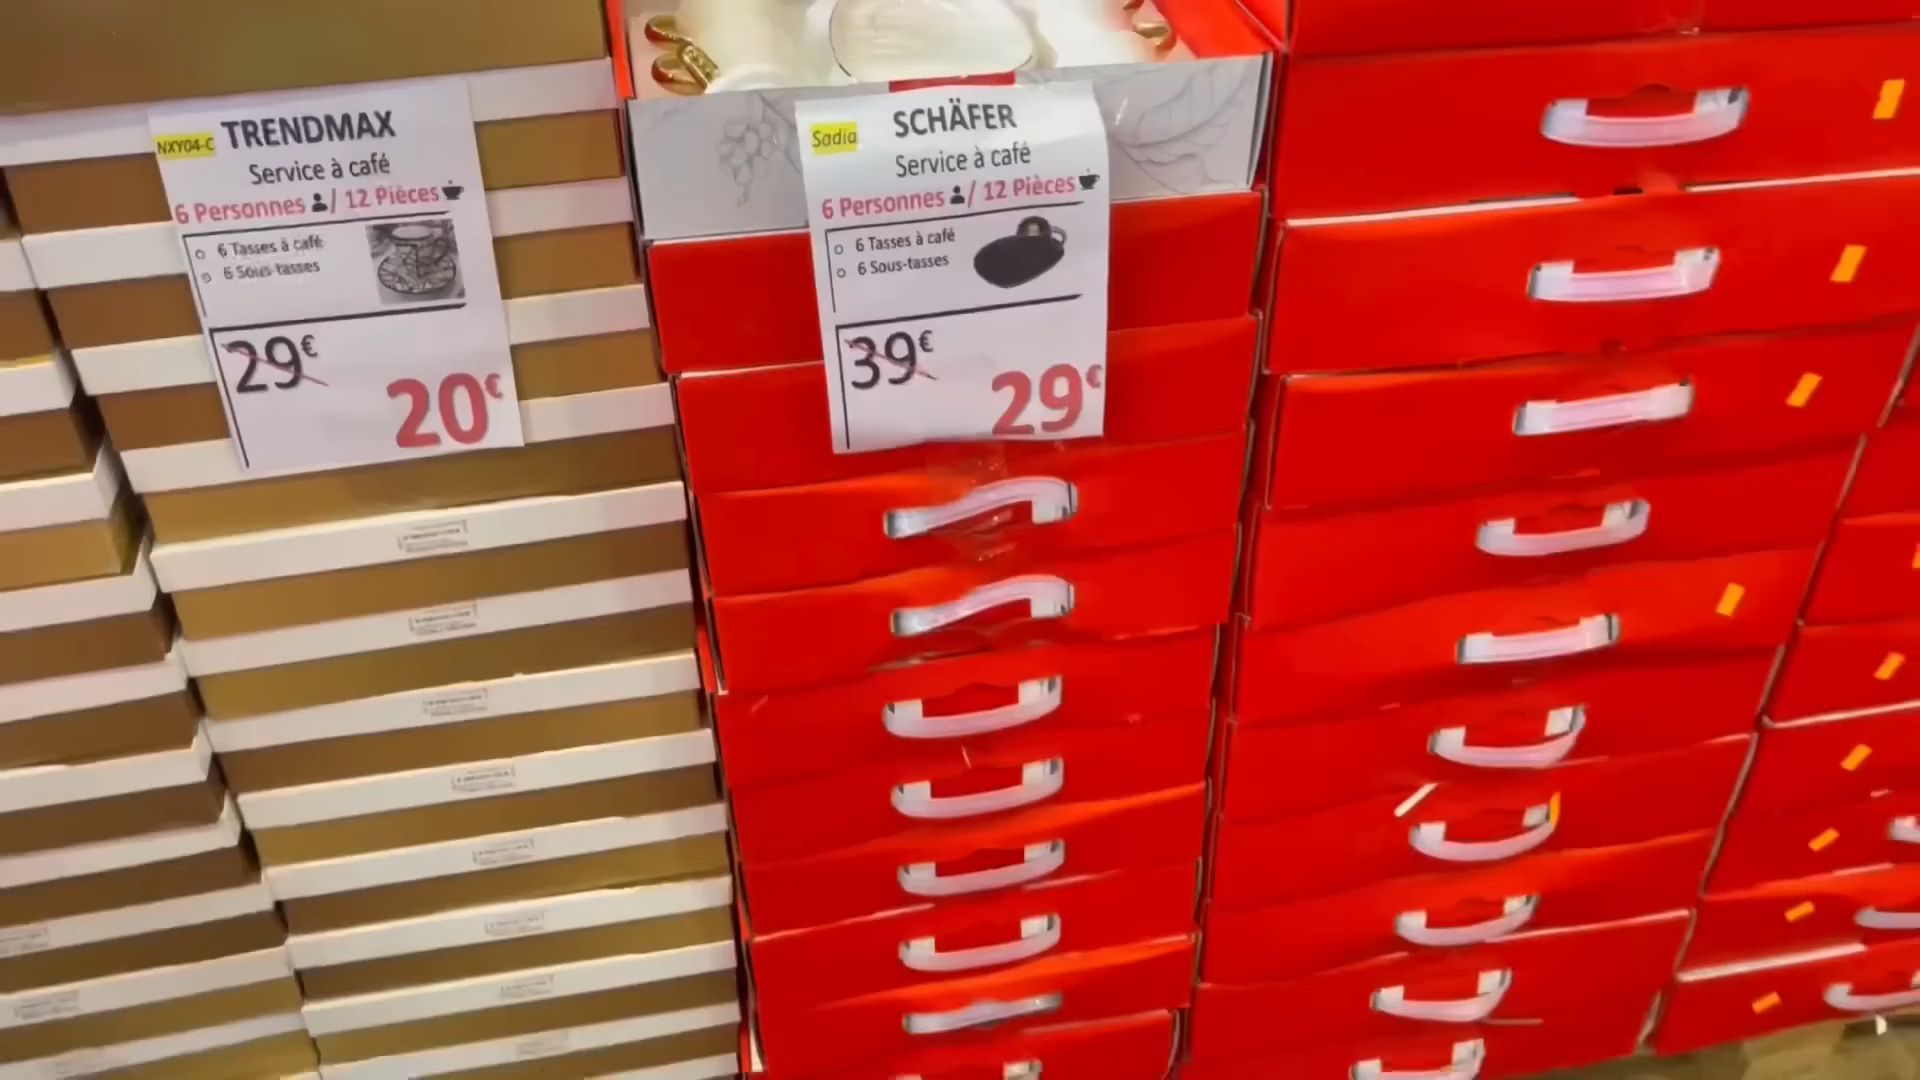 NXY04-C TRENDMAX
Service à café
6 Personnes / 12 Pièces
6 Tasses à café
6 Sous-tasses
29€
20€
Sadia SCHÄFER
Service à café
6 Personnes / 12 Pièces
6 Tasses à café
6 Sous-tasses
39€
29€